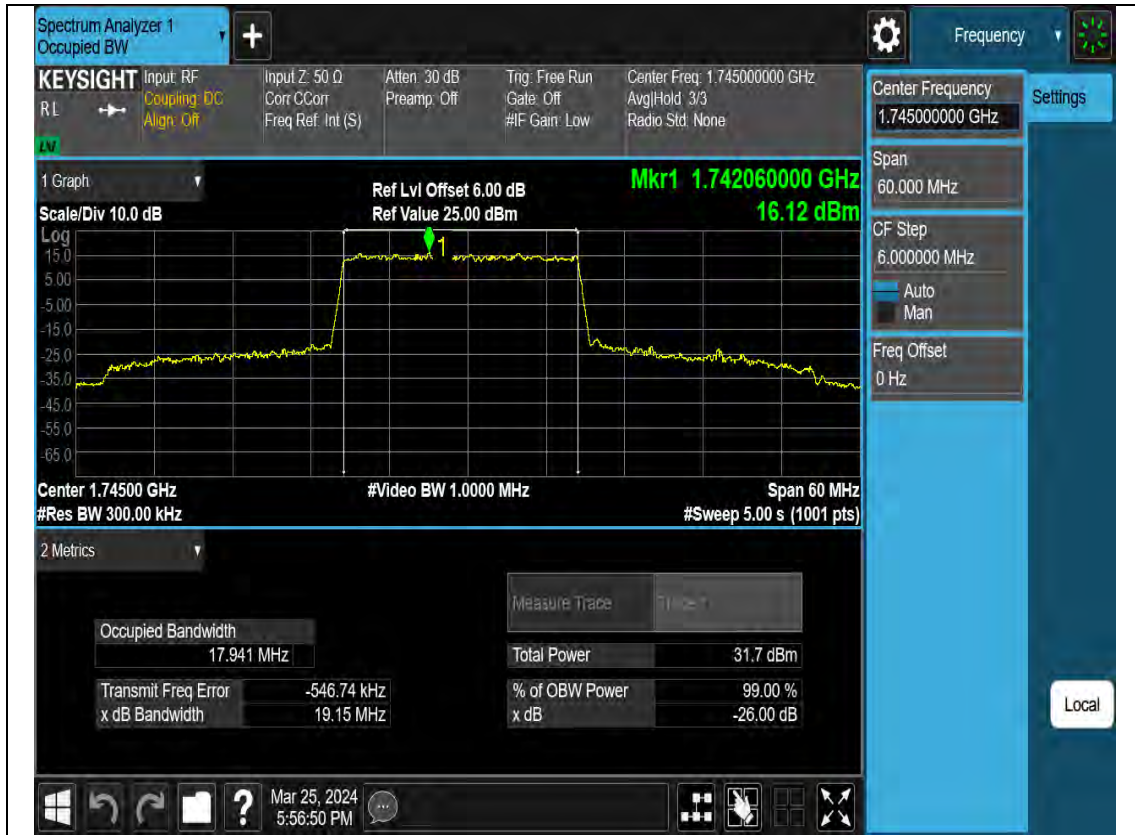 Spectrum Analyzer 1
Occupied BW
+
Frequency
KEYSIGHT
RL
Input: RF
Coupling: DC
Align: Off
Input Z: 50 Ω
Corr CCorr
Freq Ref: Int (S)
Atten: 30 dB
Preamp: Off
Trig: Free Run
Gate: Off
#IF Gain: Low
Center Freq: 1.745000000 GHz
Avg|Hold: 3/3
Radio Std: None
Center Frequency
1.745000000 GHz
Settings
Span
60.000 MHz
CF Step
6.000000 MHz
Auto
Man
Freq Offset
0 Hz
1 Graph
Scale/Div 10.0 dB
Ref Lvl Offset 6.00 dB
Ref Value 25.00 dBm
Mkr1 1.742060000 GHz
16.12 dBm
Log
15.0
5.00
-5.00
-15.0
-25.0
-35.0
-45.0
-55.0
-65.0
1
Center 1.74500 GHz
#Res BW 300.00 kHz
#Video BW 1.0000 MHz
Span 60 MHz
#Sweep 5.00 s (1001 pts)
2 Metrics
Measure Trace
Occupied Bandwidth
17.941 MHz
Total Power 31.7 dBm
Transmit Freq Error -546.74 kHz
% of OBW Power 99.00 %
x dB Bandwidth 19.15 MHz
x dB -26.00 dB
Local
?
Mar 25, 2024
5:56:50 PM